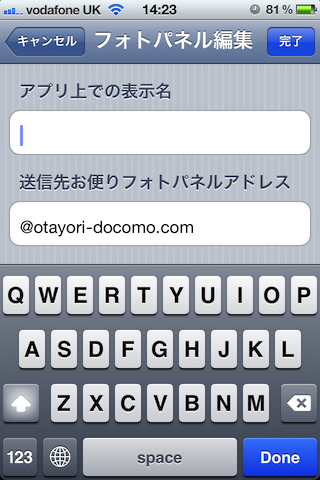 vodafone UK 14:23 81%
キャンセル フォトパネル編集 完了
アプリ上での表示名
送信先お便りフォトパネルアドレス
@otayori-docomo.com
Q W E R T Y U I O P
A S D F G H J K L
Z X C V B N M
123 space Done